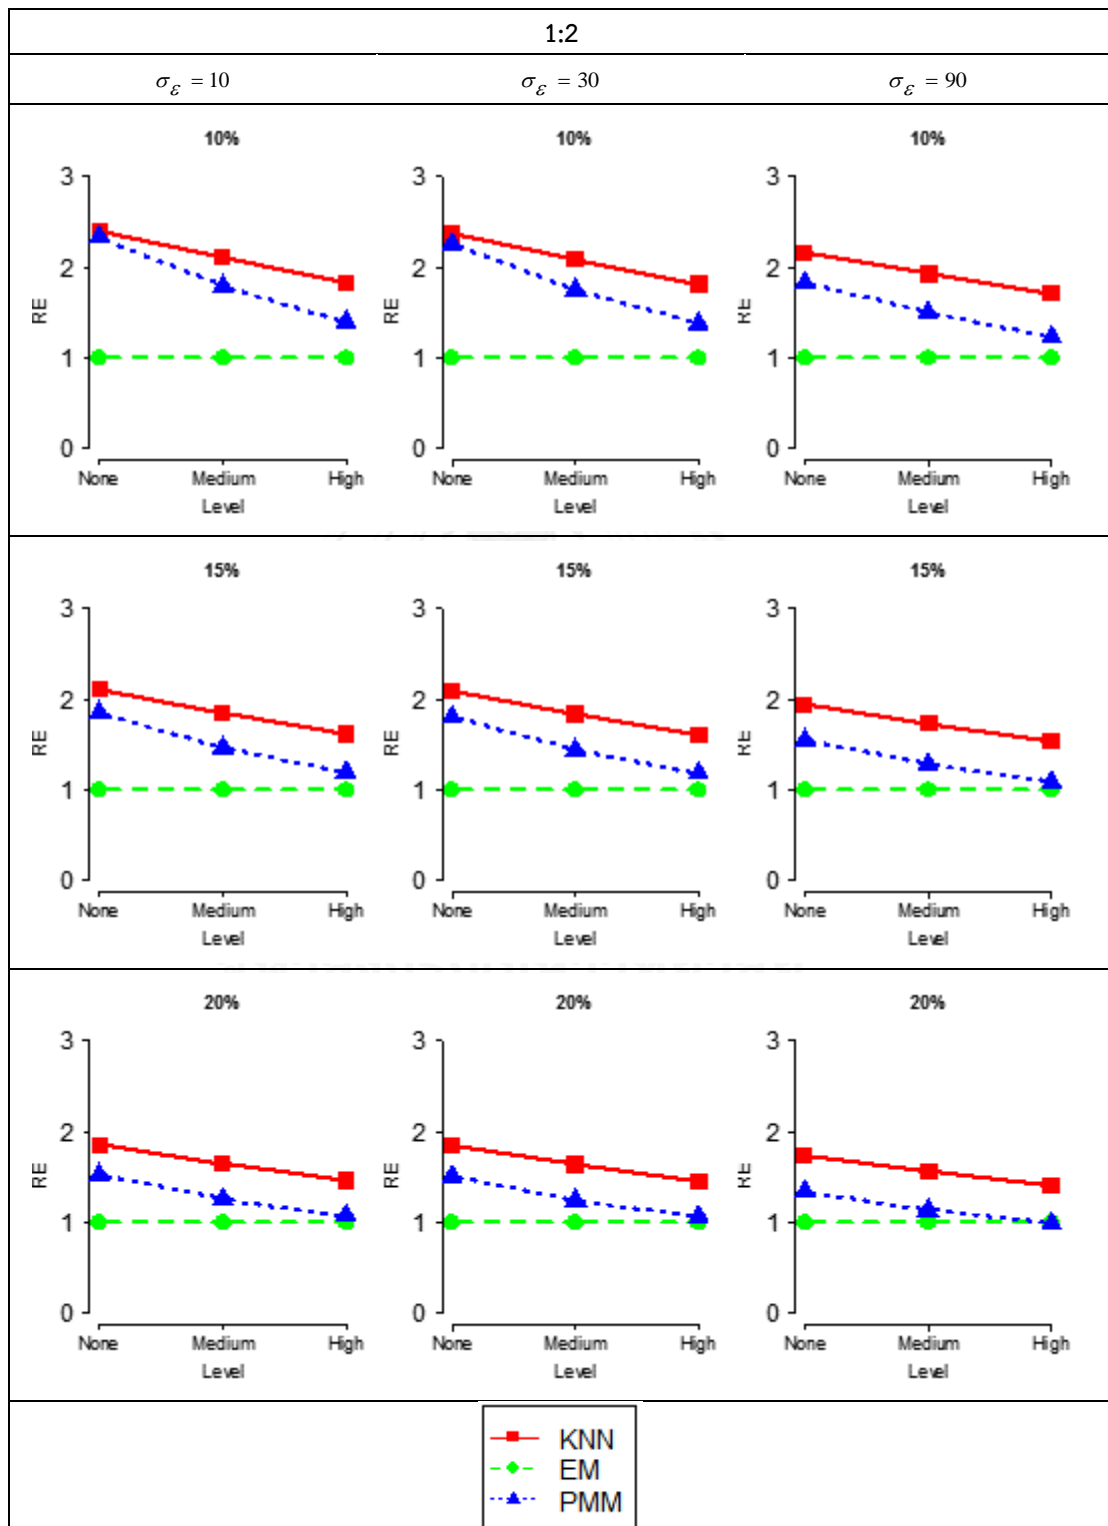 1:2
σε = 10 σε = 30 σε = 90
10% 10% 10%
3 3 3
2 2 2
RE RE RE
1 1 1
0 0 0
None Medium High None Medium High None Medium High
Level Level Level
15% 15% 15%
3 3 3
2 2 2
RE RE RE
1 1 1
0 0 0
None Medium High None Medium High None Medium High
Level Level Level
20% 20% 20%
3 3 3
2 2 2
RE RE RE
1 1 1
0 0 0
None Medium High None Medium High None Medium High
Level Level Level
KNN
EM
PMM